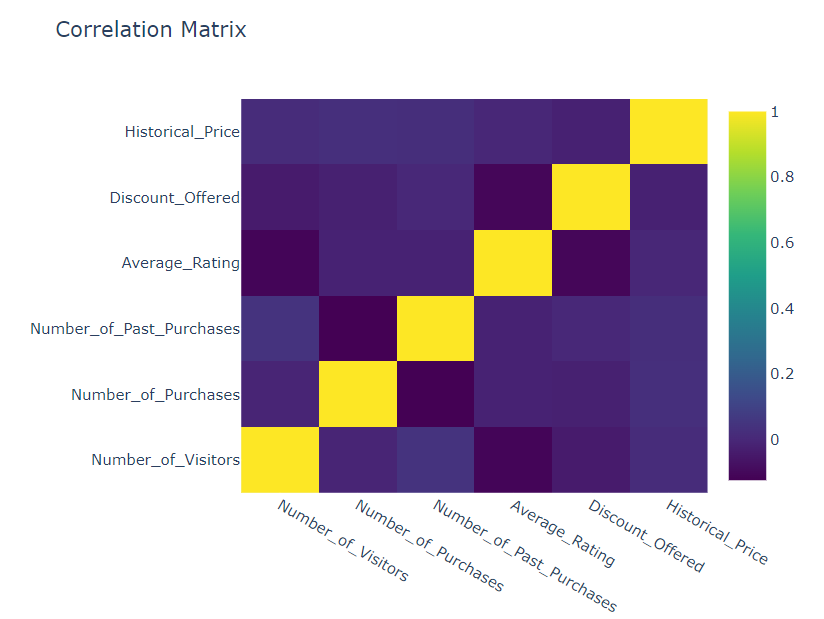 Correlation Matrix
Historical_Price
Discount_Offered
Average_Rating
Number_of_Past_Purchases
Number_of_Purchases
Number_of_Visitors
Number_of_Visitors
Number_of_Purchases
Number_of_Past_Purchases
Average_Rating
Discount_Offered
Historical_Price
1
0.8
0.6
0.4
0.2
0